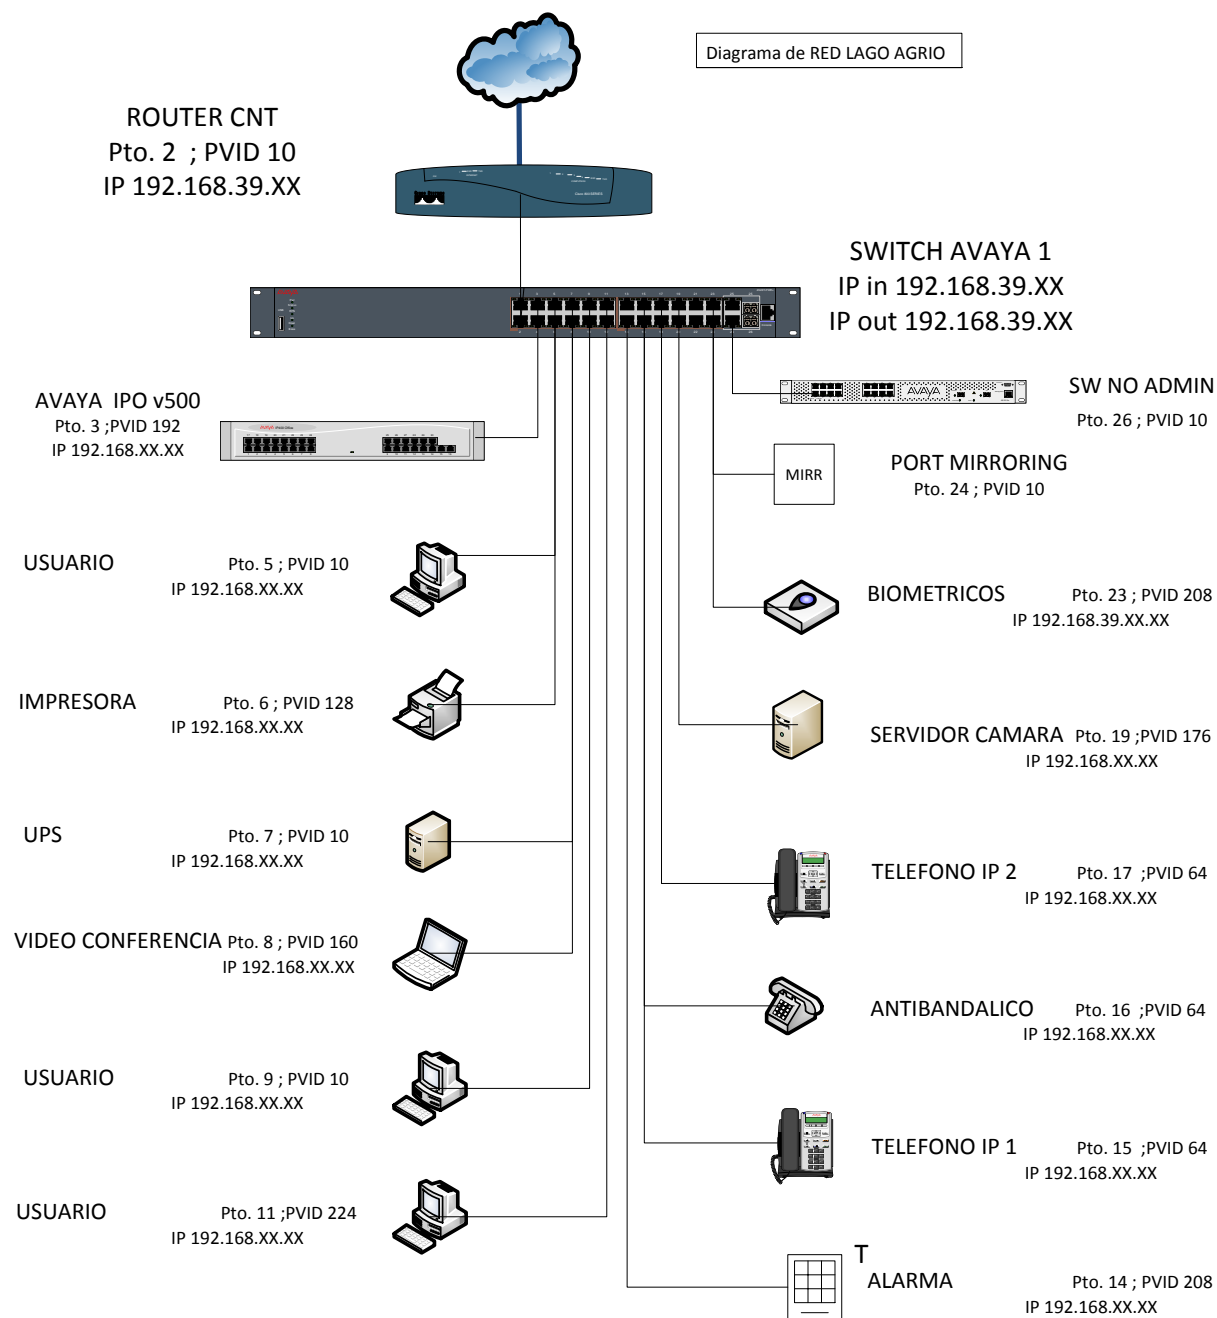 Diagrama de RED LAGO AGRIO
ROUTER CNT
Pto. 2 ; PVID 10
IP 192.168.39.XX
SWITCH AVAYA 1
IP in 192.168.39.XX
IP out 192.168.39.XX
AVAYA IPO v500
Pto. 3 ;PVID 192
IP 192.168.XX.XX
AVAYA
SW NO ADMIN
Pto. 26 ; PVID 10
MIRR
PORT MIRRORING
Pto. 24 ; PVID 10
USUARIO Pto. 5 ; PVID 10
IP 192.168.XX.XX
BIOMETRICOS Pto. 23 ; PVID 208
IP 192.168.39.XX.XX
IMPRESORA Pto. 6 ; PVID 128
IP 192.168.XX.XX
SERVIDOR CAMARA Pto. 19 ;PVID 176
IP 192.168.XX.XX
UPS Pto. 7 ; PVID 10
IP 192.168.XX.XX
TELEFONO IP 2 Pto. 17 ;PVID 64
IP 192.168.XX.XX
VIDEO CONFERENCIA Pto. 8 ; PVID 160
IP 192.168.XX.XX
ANTIBANDALICO Pto. 16 ;PVID 64
IP 192.168.XX.XX
USUARIO Pto. 9 ; PVID 10
IP 192.168.XX.XX
TELEFONO IP 1 Pto. 15 ;PVID 64
IP 192.168.XX.XX
USUARIO Pto. 11 ;PVID 224
IP 192.168.XX.XX
T
ALARMA Pto. 14 ; PVID 208
IP 192.168.XX.XX